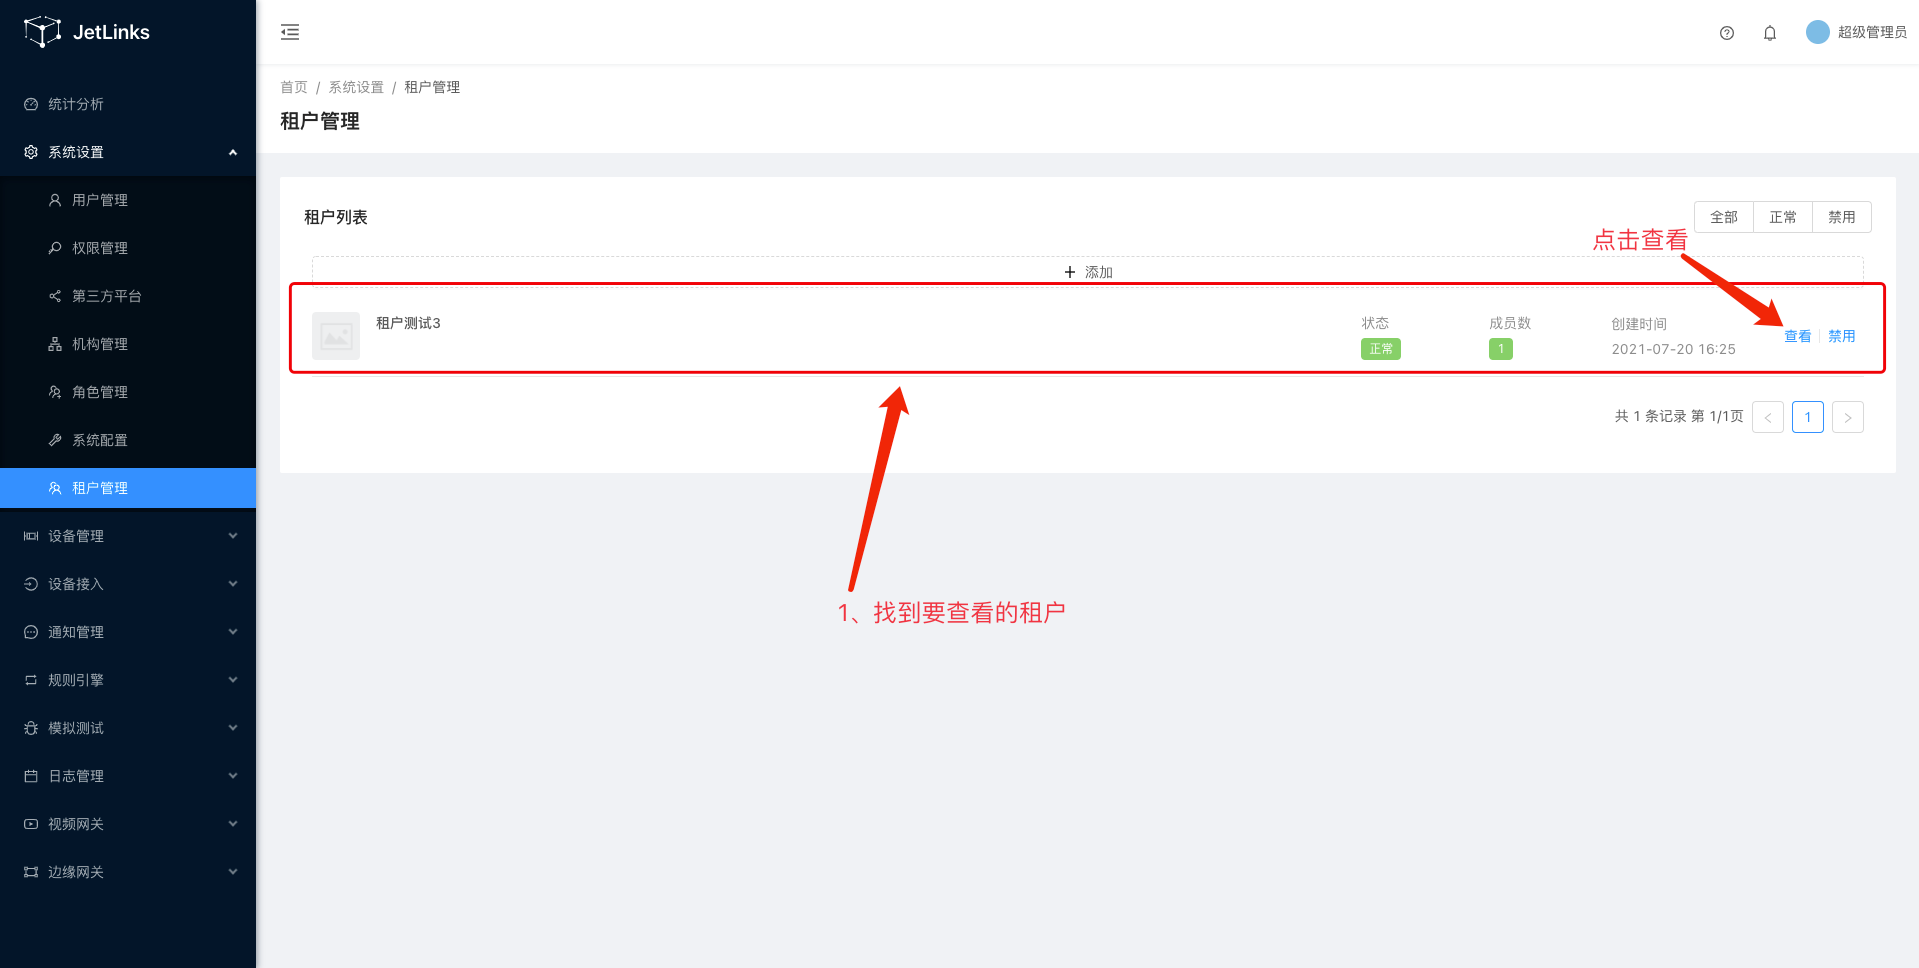 JetLinks
超级管理员
统计分析
系统设置
用户管理
权限管理
第三方平台
机构管理
角色管理
系统配置
租户管理
设备管理
设备接入
通知管理
规则引擎
模拟测试
日志管理
视频网关
边缘网关
首页 / 系统设置 / 租户管理
租户管理
租户列表
全部 正常 禁用
点击查看
添加
租户测试3
状态
正常
成员数
1
创建时间
2021-07-20 16:25
查看 禁用
共 1 条记录 第 1/1页 < 1 >
1、找到要查看的租户